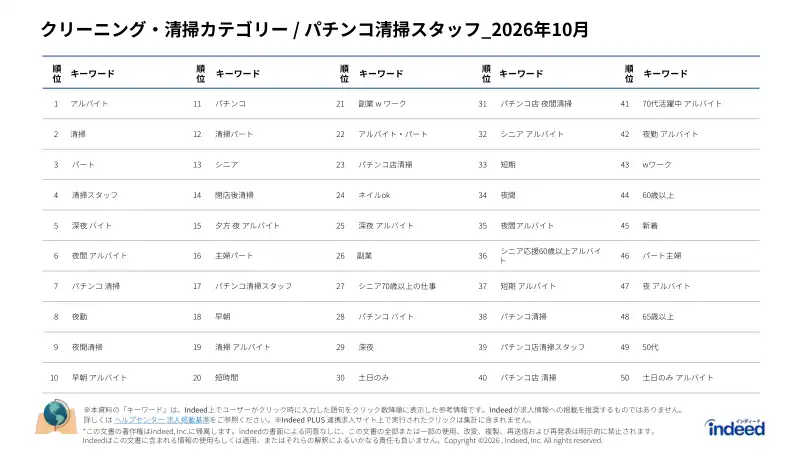 クリーニング・清掃カテゴリー / パチンコ清掃スタッフ_2026年10月
順位 キーワード 順位 キーワード 順位 キーワード 順位 キーワード 順位 キーワード
1 アルバイト 11 パチンコ 21 副業 w ワーク 31 パチンコ店 夜間清掃 41 70代活躍中 アルバイト
2 清掃 12 清掃パート 22 アルバイト・パート 32 シニア アルバイト 42 夜勤 アルバイト
3 パート 13 シニア 23 パチンコ店清掃 33 短期 43 wワーク
4 清掃スタッフ 14 閉店後清掃 24 ネイルok 34 夜間 44 60歳以上
5 深夜 バイト 15 夕方 夜 アルバイト 25 深夜 アルバイト 35 夜間アルバイト 45 新着
6 夜間 アルバイト 16 主婦パート 26 副業 36 シニア応援60歳以上アルバイト 46 パート主婦
7 パチンコ 清掃 17 パチンコ清掃スタッフ 27 シニア70歳以上の仕事 37 短期 アルバイト 47 夜 アルバイト
8 夜勤 18 早朝 28 パチンコ バイト 38 パチンコ清掃 48 65歳以上
9 夜間清掃 19 清掃 アルバイト 29 深夜 39 パチンコ店清掃スタッフ 49 50代
10 早朝 アルバイト 20 短時間 30 土日のみ 40 パチンコ店 清掃 50 土日のみ アルバイト
※本資料の「キーワード」は、Indeed上でユーザーがクリック時に入力した語句をクリック数降順に表示した参考情報です。Indeedが求人情報への掲載を推奨するものではありません。
詳しくは ヘルプセンター 求人掲載基準をご参照ください。※Indeed PLUS 連携求人サイト上で実行されたクリックは集計に含まれません。
*この文書の著作権はIndeed, Inc.に帰属します。Indeedの書面による同意なしに、この文書の全部または一部の使用、改変、複製、再送信および再発表は明示的に禁止されます。
Indeedはこの文書に含まれる情報の使用もしくは適用、またはそれらの解釈によるいかなる責任も負いません。Copyright ©2026 , Indeed, Inc. All rights reserved.
インディード
indeed